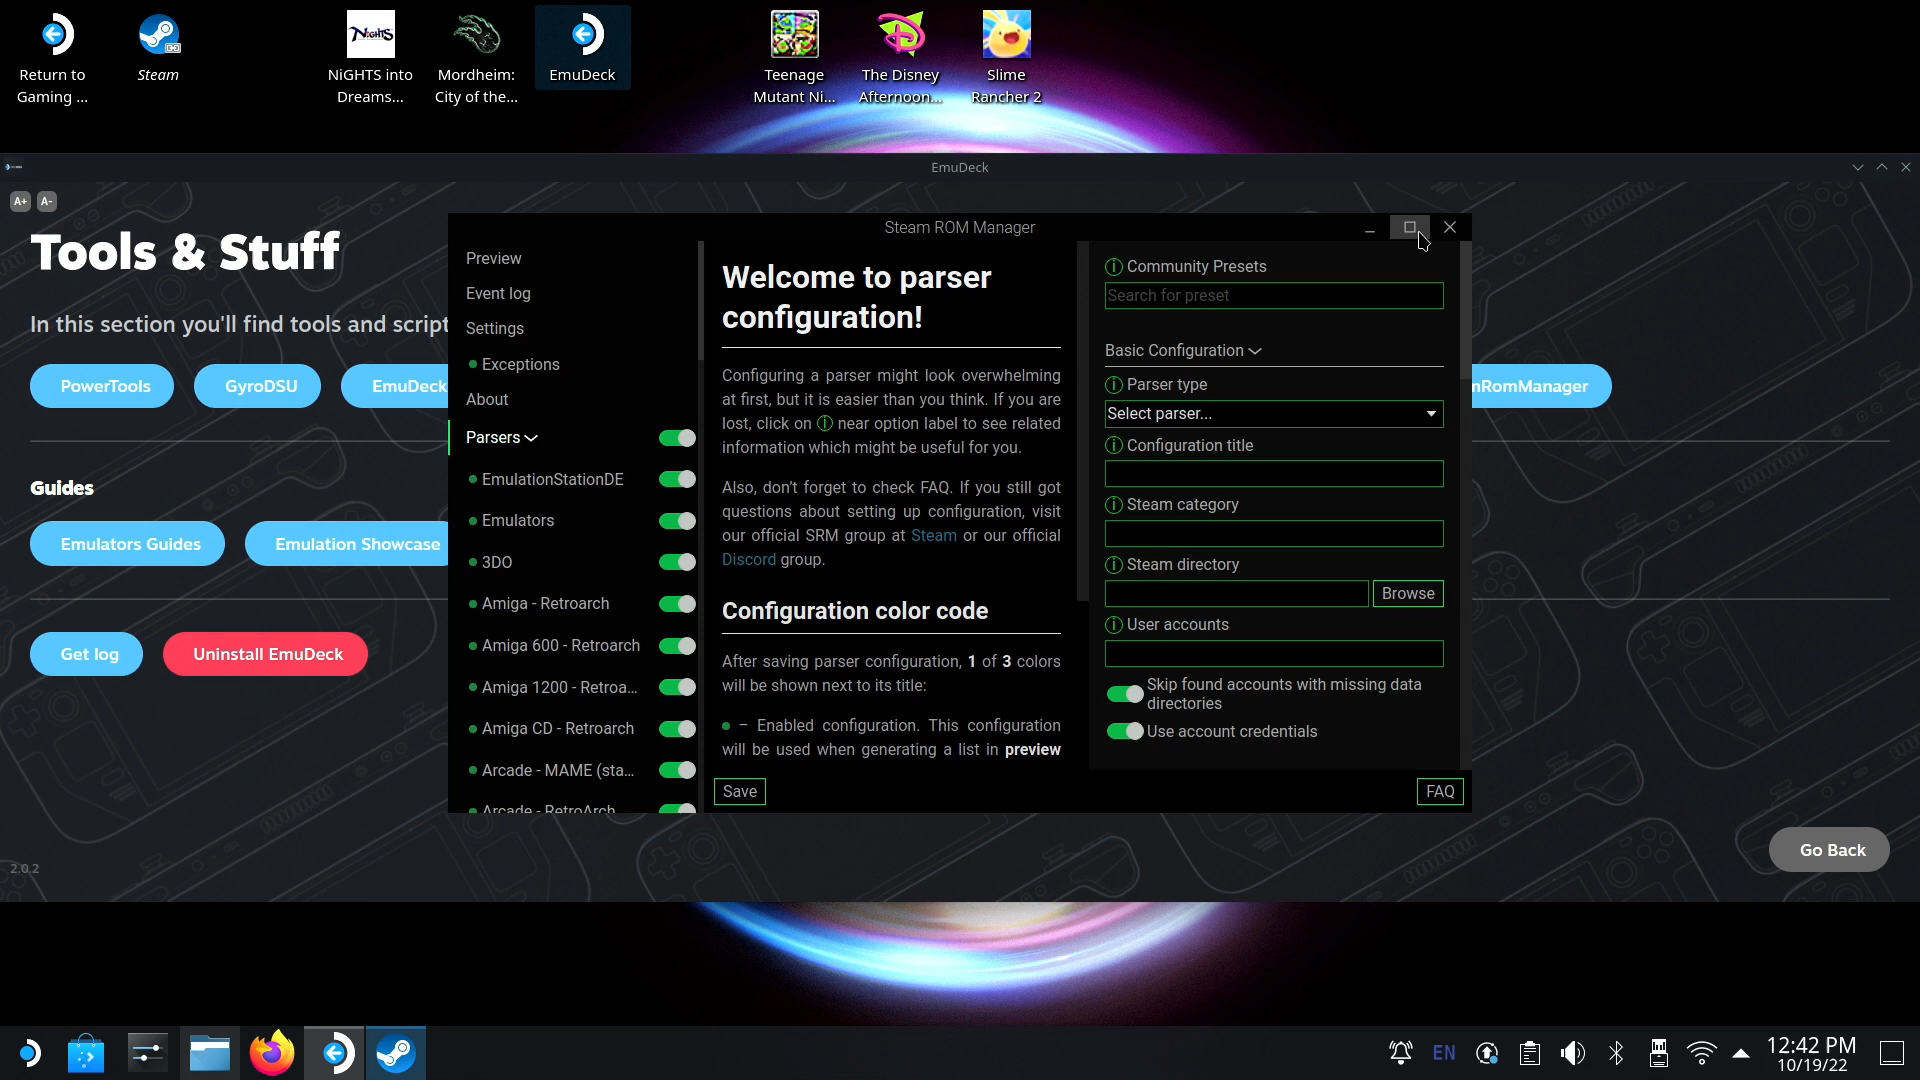 Return to
Gaming ...
Steam
NiGHTS
NiGHTS into
Dreams...
Mordheim:
City of the...
EmuDeck
Teenage
Mutant Ni...
The Disney
Afternoon...
Slime
Rancher 2
EmuDeck
A+
A-
Tools & Stuff
In this section you'll find tools and script
PowerTools
GyroDSU
EmuDeck
nRomManager
Guides
Emulators Guides
Emulation Showcase
Get log
Uninstall EmuDeck
2.0.2
Go Back
Steam ROM Manager
Preview
Event log
Settings
Exceptions
About
Parsers
EmulationStationDE
Emulators
3DO
Amiga - Retroarch
Amiga 600 - Retroarch
Amiga 1200 - Retroa...
Amiga CD - Retroarch
Arcade - MAME (sta...
Arcade - RetroArch
Welcome to parser
configuration!
Configuring a parser might look overwhelming
at first, but it is easier than you think. If you are
lost, click on ⓘ near option label to see related
information which might be useful for you.
Also, don't forget to check FAQ. If you still got
questions about setting up configuration, visit
our official SRM group at Steam or our official
Discord group.
Configuration color code
After saving parser configuration, 1 of 3 colors
will be shown next to its title:
– Enabled configuration. This configuration
will be used when generating a list in preview
Save
Community Presets
Search for preset
Basic Configuration
Parser type
Select parser...
Configuration title
Steam category
Steam directory
Browse
User accounts
Skip found accounts with missing data
directories
Use account credentials
FAQ
EN
12:42 PM
10/19/22